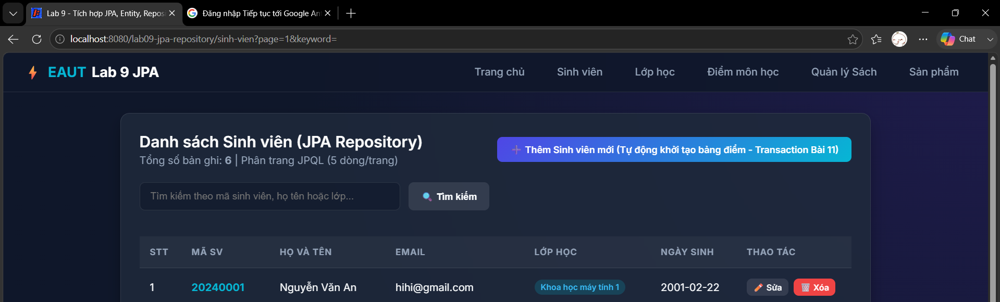 Lab 9 - Tích hợp JPA, Entity, Repos
Đăng nhập Tiếp tục tới Google An
localhost:8080/lab09-jpa-repository/sinh-vien?page=1&keyword=
Chat
EAUT Lab 9 JPA
Trang chủ
Sinh viên
Lớp học
Điểm môn học
Quản lý Sách
Sản phẩm
Danh sách Sinh viên (JPA Repository)
Tổng số bản ghi: 6 | Phân trang JPQL (5 dòng/trang)
Thêm Sinh viên mới (Tự động khởi tạo bảng điểm - Transaction Bài 11)
Tìm kiếm theo mã sinh viên, họ tên hoặc lớp...
Tìm kiếm
STT MÃ SV HỌ VÀ TÊN EMAIL LỚP HỌC NGÀY SINH THAO TÁC
1 20240001 Nguyễn Văn An hihi@gmail.com Khoa học máy tính 1 2001-02-22 Sửa Xóa